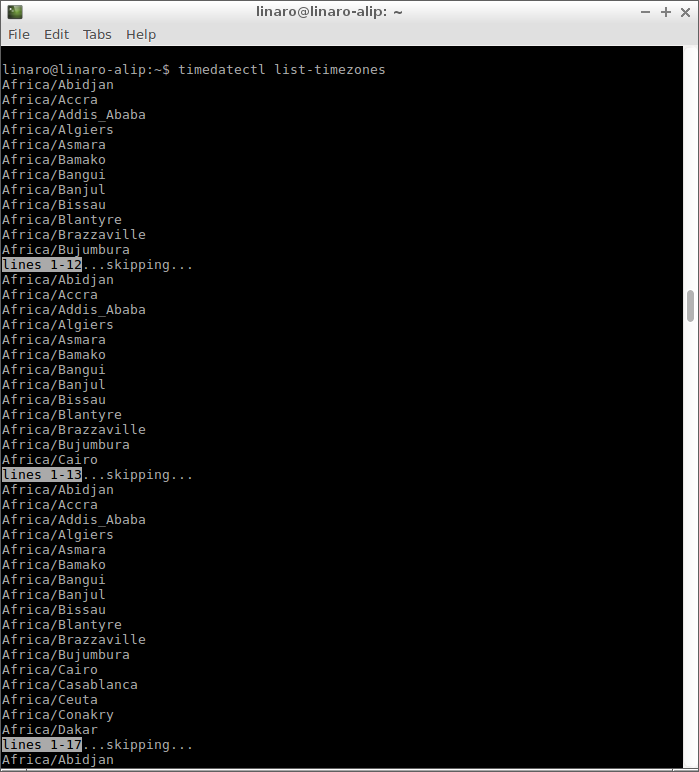 linaro@linaro-alip: ~
File Edit Tabs Help
linaro@linaro-alip:~$ timedatectl list-timezones
Africa/Abidjan
Africa/Accra
Africa/Addis_Ababa
Africa/Algiers
Africa/Asmara
Africa/Bamako
Africa/Bangui
Africa/Banjul
Africa/Bissau
Africa/Blantyre
Africa/Brazzaville
Africa/Bujumbura
lines 1-12...skipping...
Africa/Abidjan
Africa/Accra
Africa/Addis_Ababa
Africa/Algiers
Africa/Asmara
Africa/Bamako
Africa/Bangui
Africa/Banjul
Africa/Bissau
Africa/Blantyre
Africa/Brazzaville
Africa/Bujumbura
Africa/Cairo
lines 1-13...skipping...
Africa/Abidjan
Africa/Accra
Africa/Addis_Ababa
Africa/Algiers
Africa/Asmara
Africa/Bamako
Africa/Bangui
Africa/Banjul
Africa/Bissau
Africa/Blantyre
Africa/Brazzaville
Africa/Bujumbura
Africa/Cairo
Africa/Casablanca
Africa/Ceuta
Africa/Conakry
Africa/Dakar
lines 1-17...skipping...
Africa/Abidjan